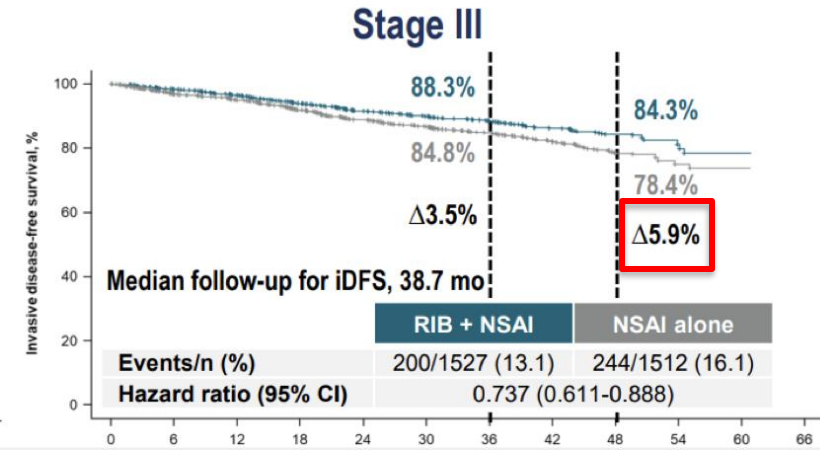 Stage III
100
80
60
40
20
0
Invasive disease-free survival, %
88.3%
84.8%
∆3.5%
84.3%
78.4%
∆5.9%
Median follow-up for iDFS, 38.7 mo
RIB + NSAI NSAI alone
Events/n (%) 200/1527 (13.1) 244/1512 (16.1)
Hazard ratio (95% CI) 0.737 (0.611-0.888)
0 6 12 18 24 30 36 42 48 54 60 66